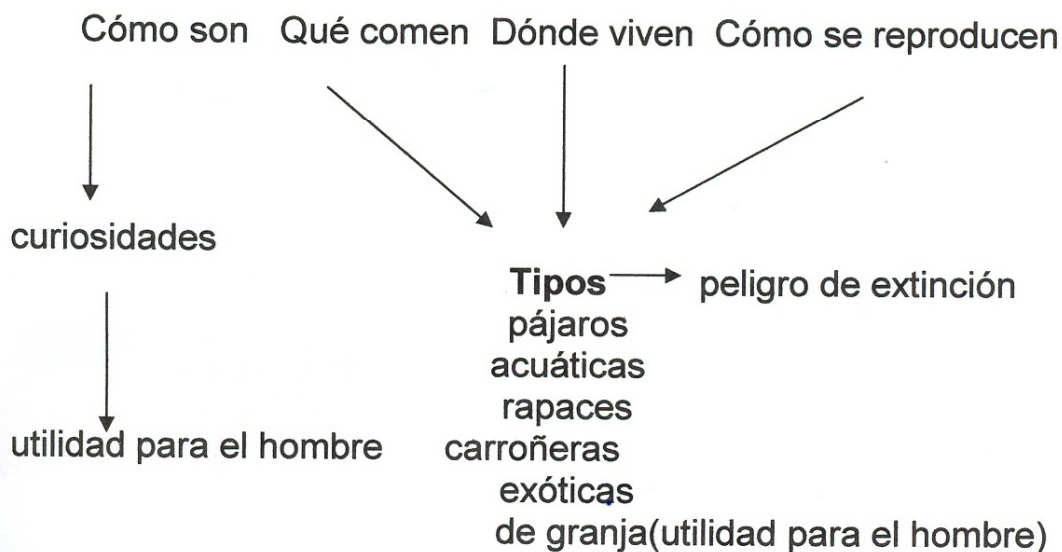 Cómo son Qué comen Dónde viven Cómo se reproducen
curiosidades
Tipos peligro de extinción
pájaros
acuáticas
rapaces
utilidad para el hombre
carroñeras
exóticas
de granja(utilidad para el hombre)